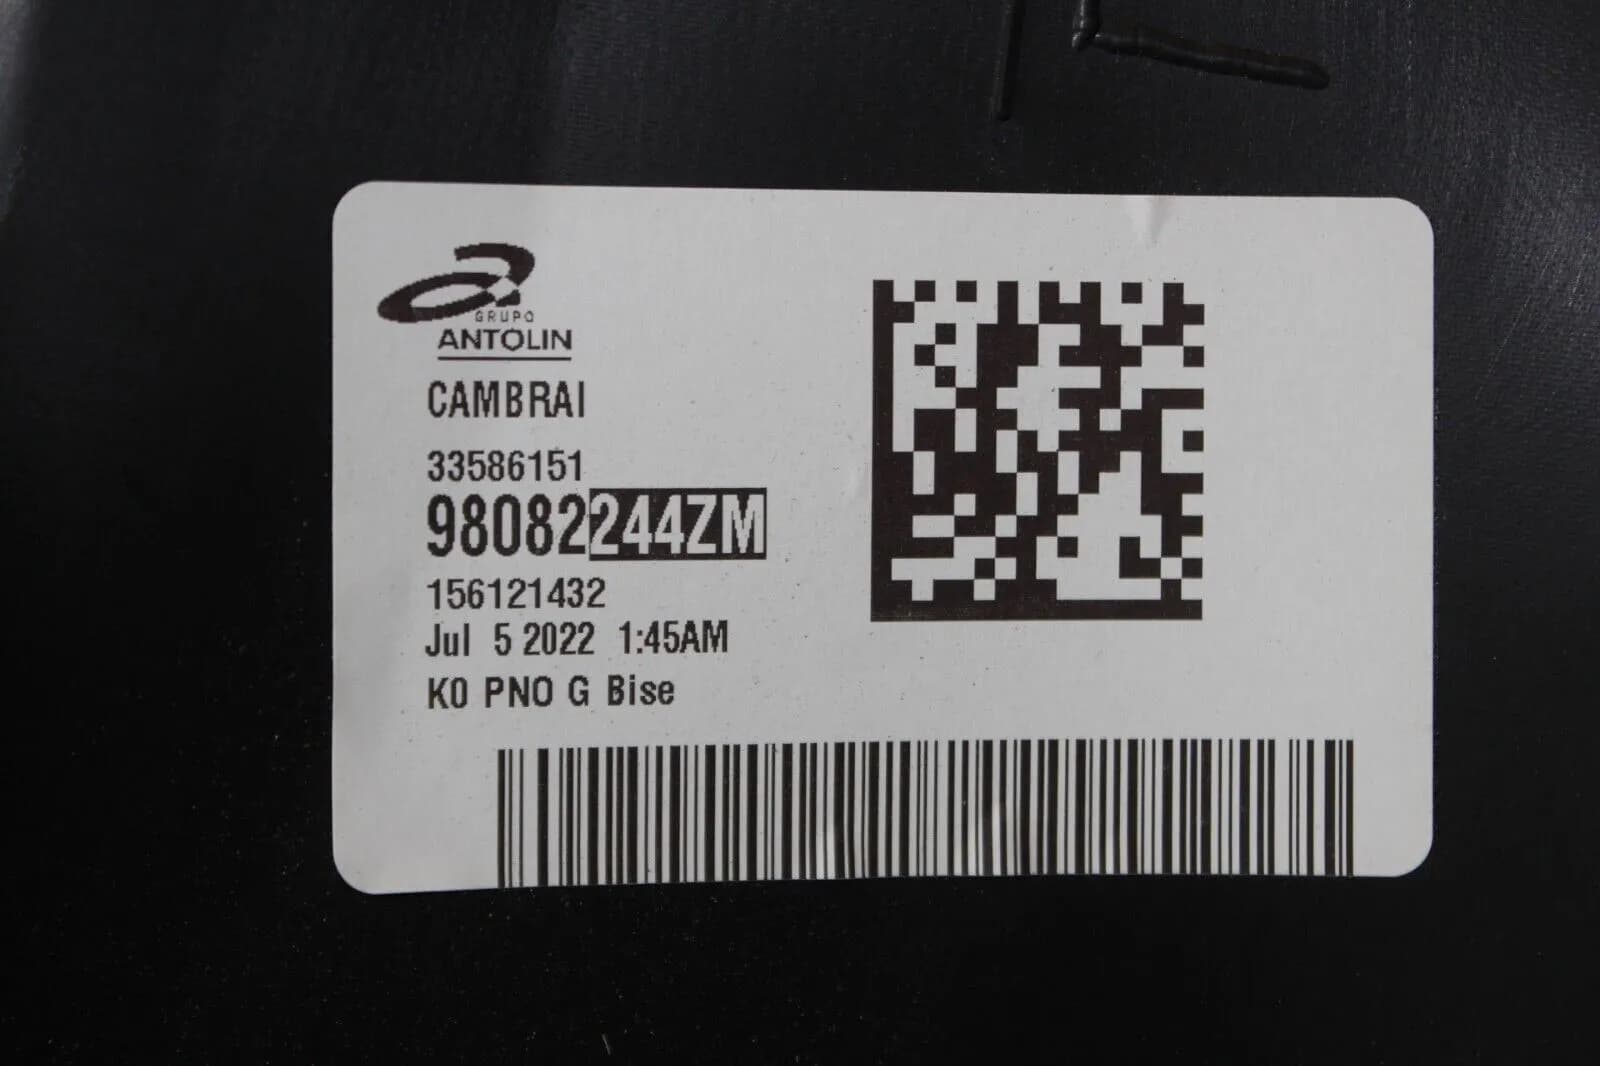 GRUPO
ANTOLIN
CAMBRAI
33586151
98082244ZM
156121432
Jul 5 2022 1:45AM
K0 PNO G Bise